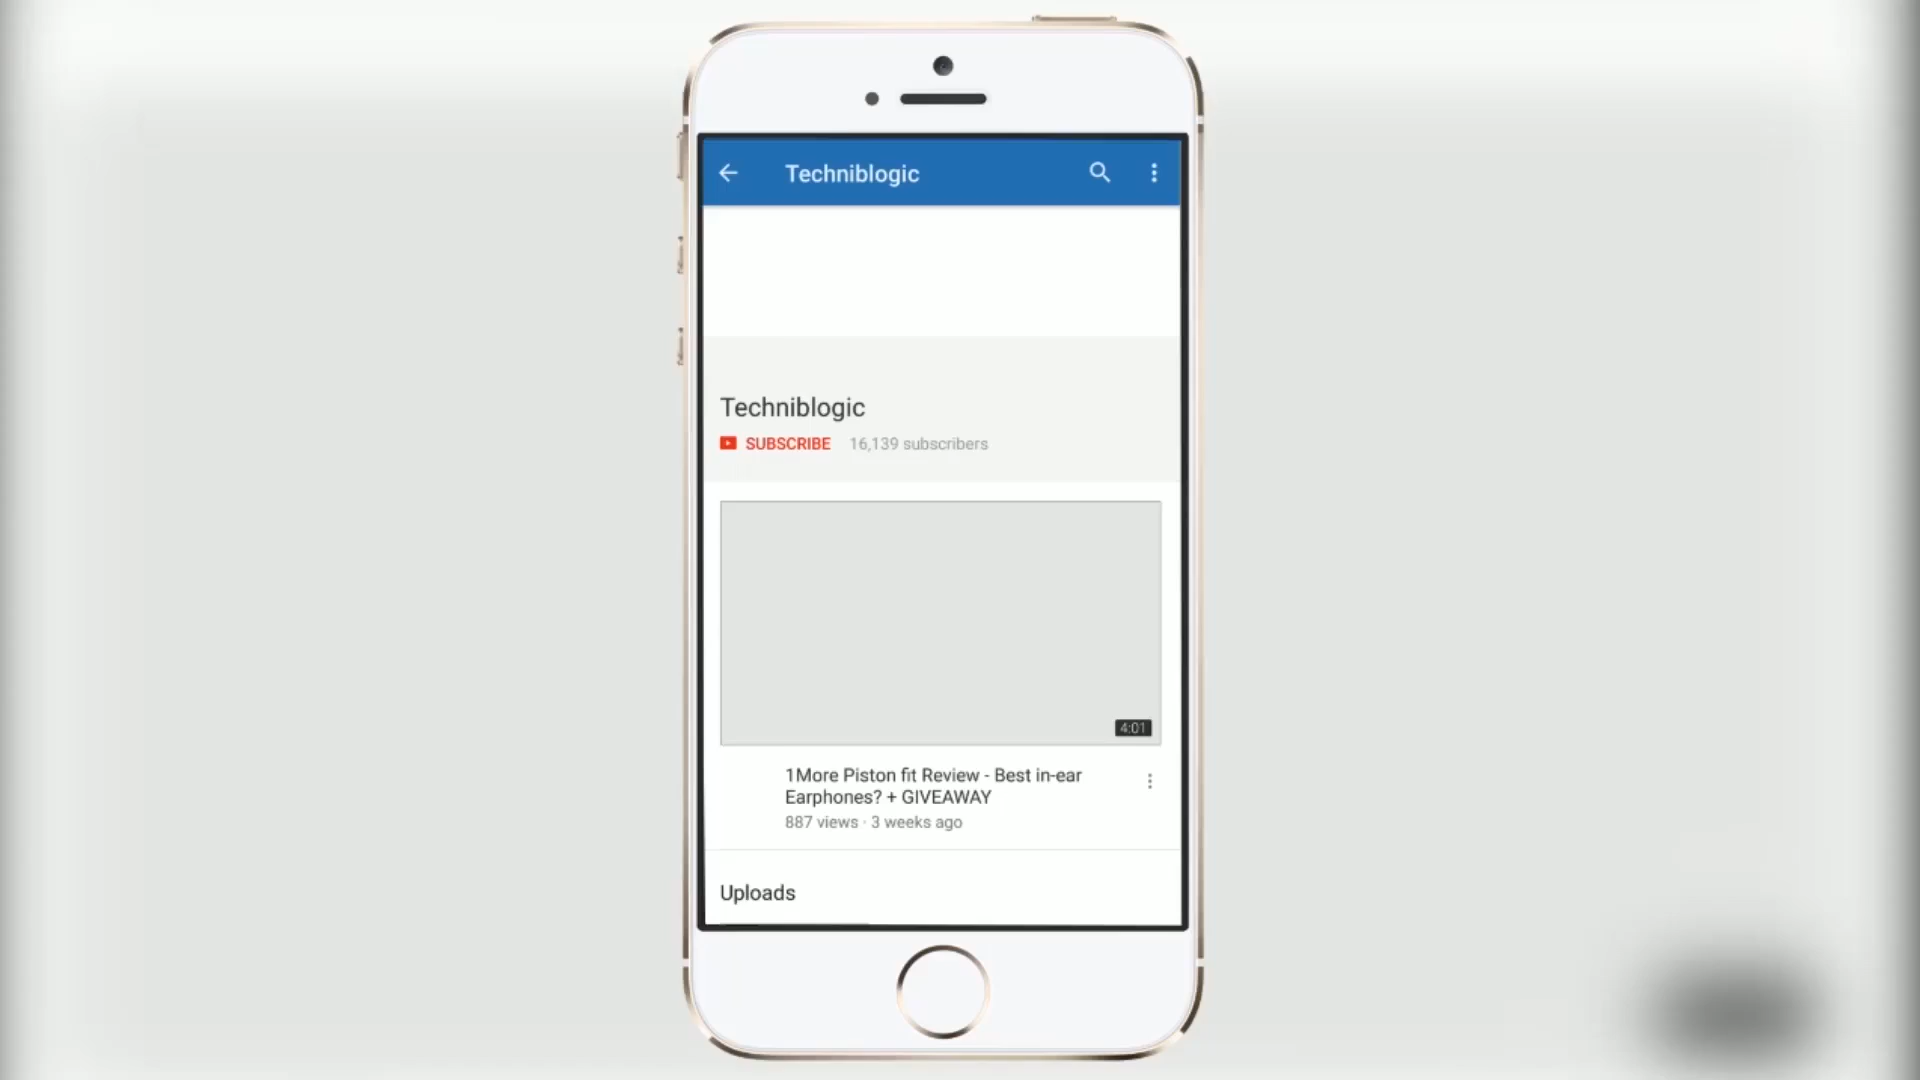 Techniblogic
Techniblogic
SUBSCRIBE 16,139 subscribers
4:01
1More Piston fit Review - Best in-ear
Earphones? + GIVEAWAY
887 views · 3 weeks ago
Uploads